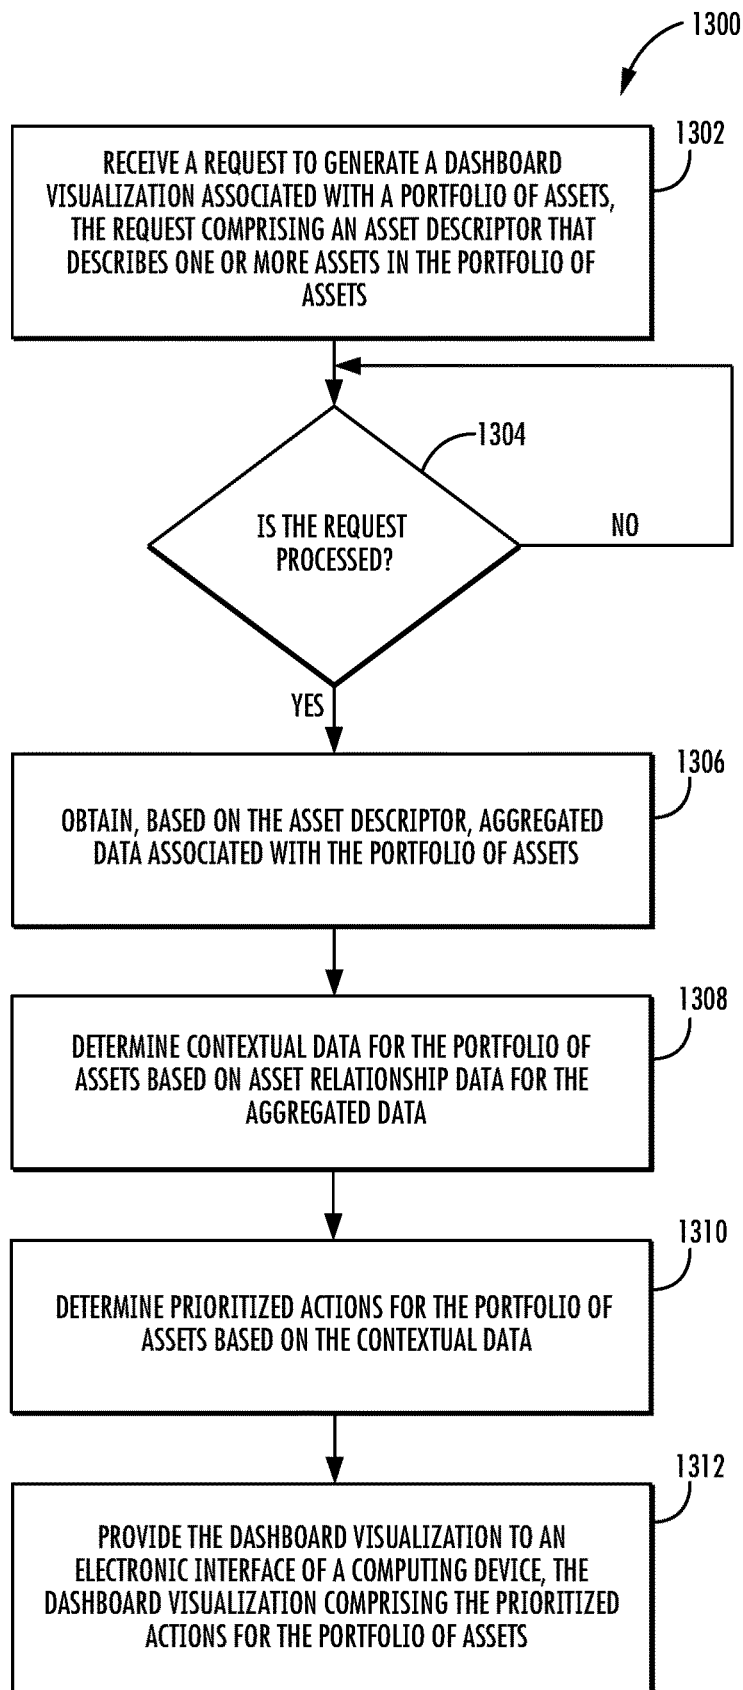 1300
1302
RECEIVE A REQUEST TO GENERATE A DASHBOARD
VISUALIZATION ASSOCIATED WITH A PORTFOLIO OF ASSETS,
THE REQUEST COMPRISING AN ASSET DESCRIPTOR THAT
DESCRIBES ONE OR MORE ASSETS IN THE PORTFOLIO OF
ASSETS
1304
IS THE REQUEST
PROCESSED?
NO
YES
1306
OBTAIN, BASED ON THE ASSET DESCRIPTOR, AGGREGATED
DATA ASSOCIATED WITH THE PORTFOLIO OF ASSETS
1308
DETERMINE CONTEXTUAL DATA FOR THE PORTFOLIO OF
ASSETS BASED ON ASSET RELATIONSHIP DATA FOR THE
AGGREGATED DATA
1310
DETERMINE PRIORITIZED ACTIONS FOR THE PORTFOLIO OF
ASSETS BASED ON THE CONTEXTUAL DATA
1312
PROVIDE THE DASHBOARD VISUALIZATION TO AN
ELECTRONIC INTERFACE OF A COMPUTING DEVICE, THE
DASHBOARD VISUALIZATION COMPRISING THE PRIORITIZED
ACTIONS FOR THE PORTFOLIO OF ASSETS